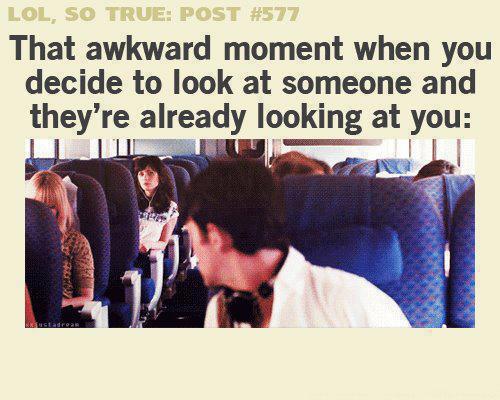 LOL, SO TRUE: POST #577
That awkward moment when you
decide to look at someone and
they're already looking at you: